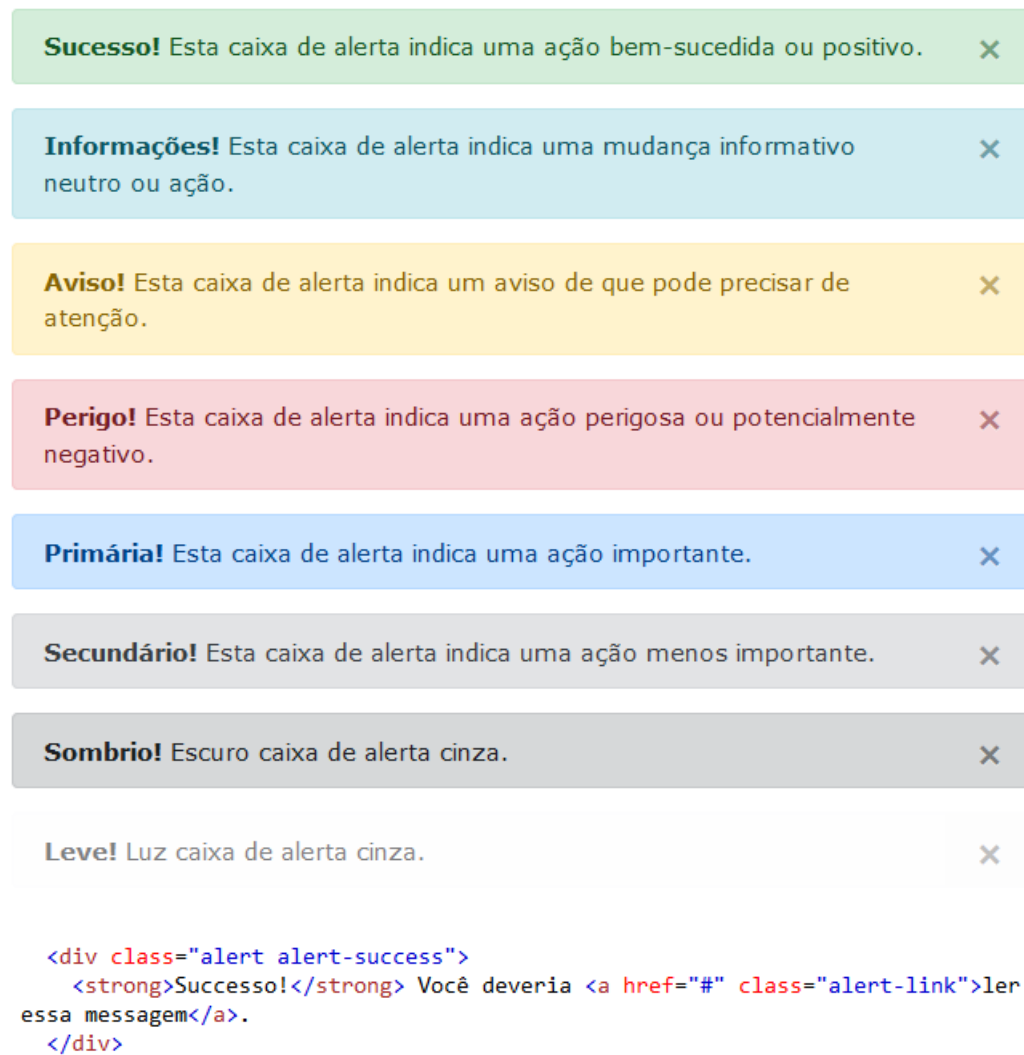 Sucesso! Esta caixa de alerta indica uma ação bem-sucedida ou positivo. ×
Informações! Esta caixa de alerta indica uma mudança informativo ×
neutro ou ação.
Aviso! Esta caixa de alerta indica um aviso de que pode precisar de ×
atenção.
Perigo! Esta caixa de alerta indica uma ação perigosa ou potencialmente ×
negativo.
Primária! Esta caixa de alerta indica uma ação importante. ×
Secundário! Esta caixa de alerta indica uma ação menos importante. ×
Sombrio! Escuro caixa de alerta cinza. ×
Leve! Luz caixa de alerta cinza. ×
<div class="alert alert-success">
<strong>Successo!</strong> Você deveria <a href="#" class="alert-link">ler
essa messagem</a>.
</div>